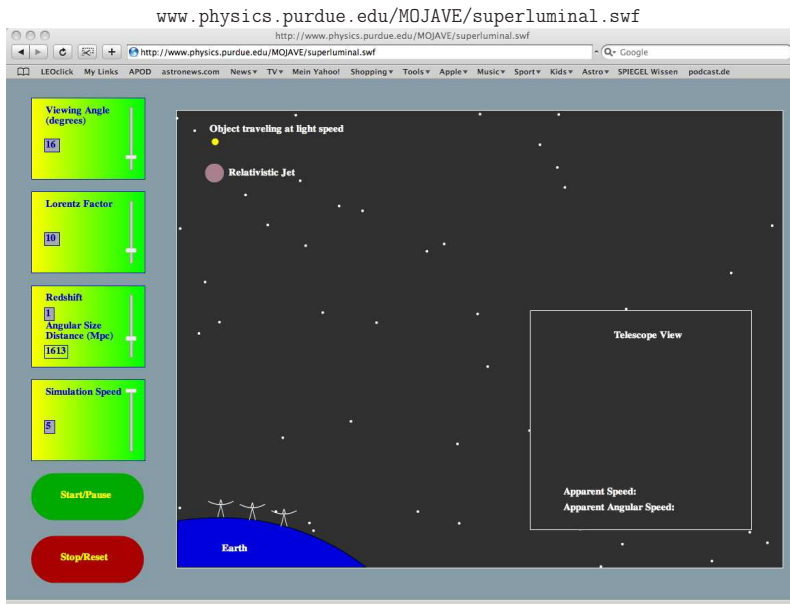 www.physics.purdue.edu/MOJAVE/superluminal.swf
http://www.physics.purdue.edu/MOJAVE/superluminal.swf
http://www.physics.purdue.edu/MOJAVE/superluminal.swf
Google
LEOclick My Links APOD astronews.com News TV Mein Yahoo! Shopping Tools Apple Music Sport Kids Astro SPIEGEL Wissen podcast.de
Viewing Angle
(degrees)
16
Lorentz Factor
10
Redshift
1
Angular Size
Distance (Mpc)
1613
Simulation Speed
5
Start/Pause
Stop/Reset
Object traveling at light speed
Relativistic Jet
Telescope View
Apparent Speed:
Apparent Angular Speed:
Earth